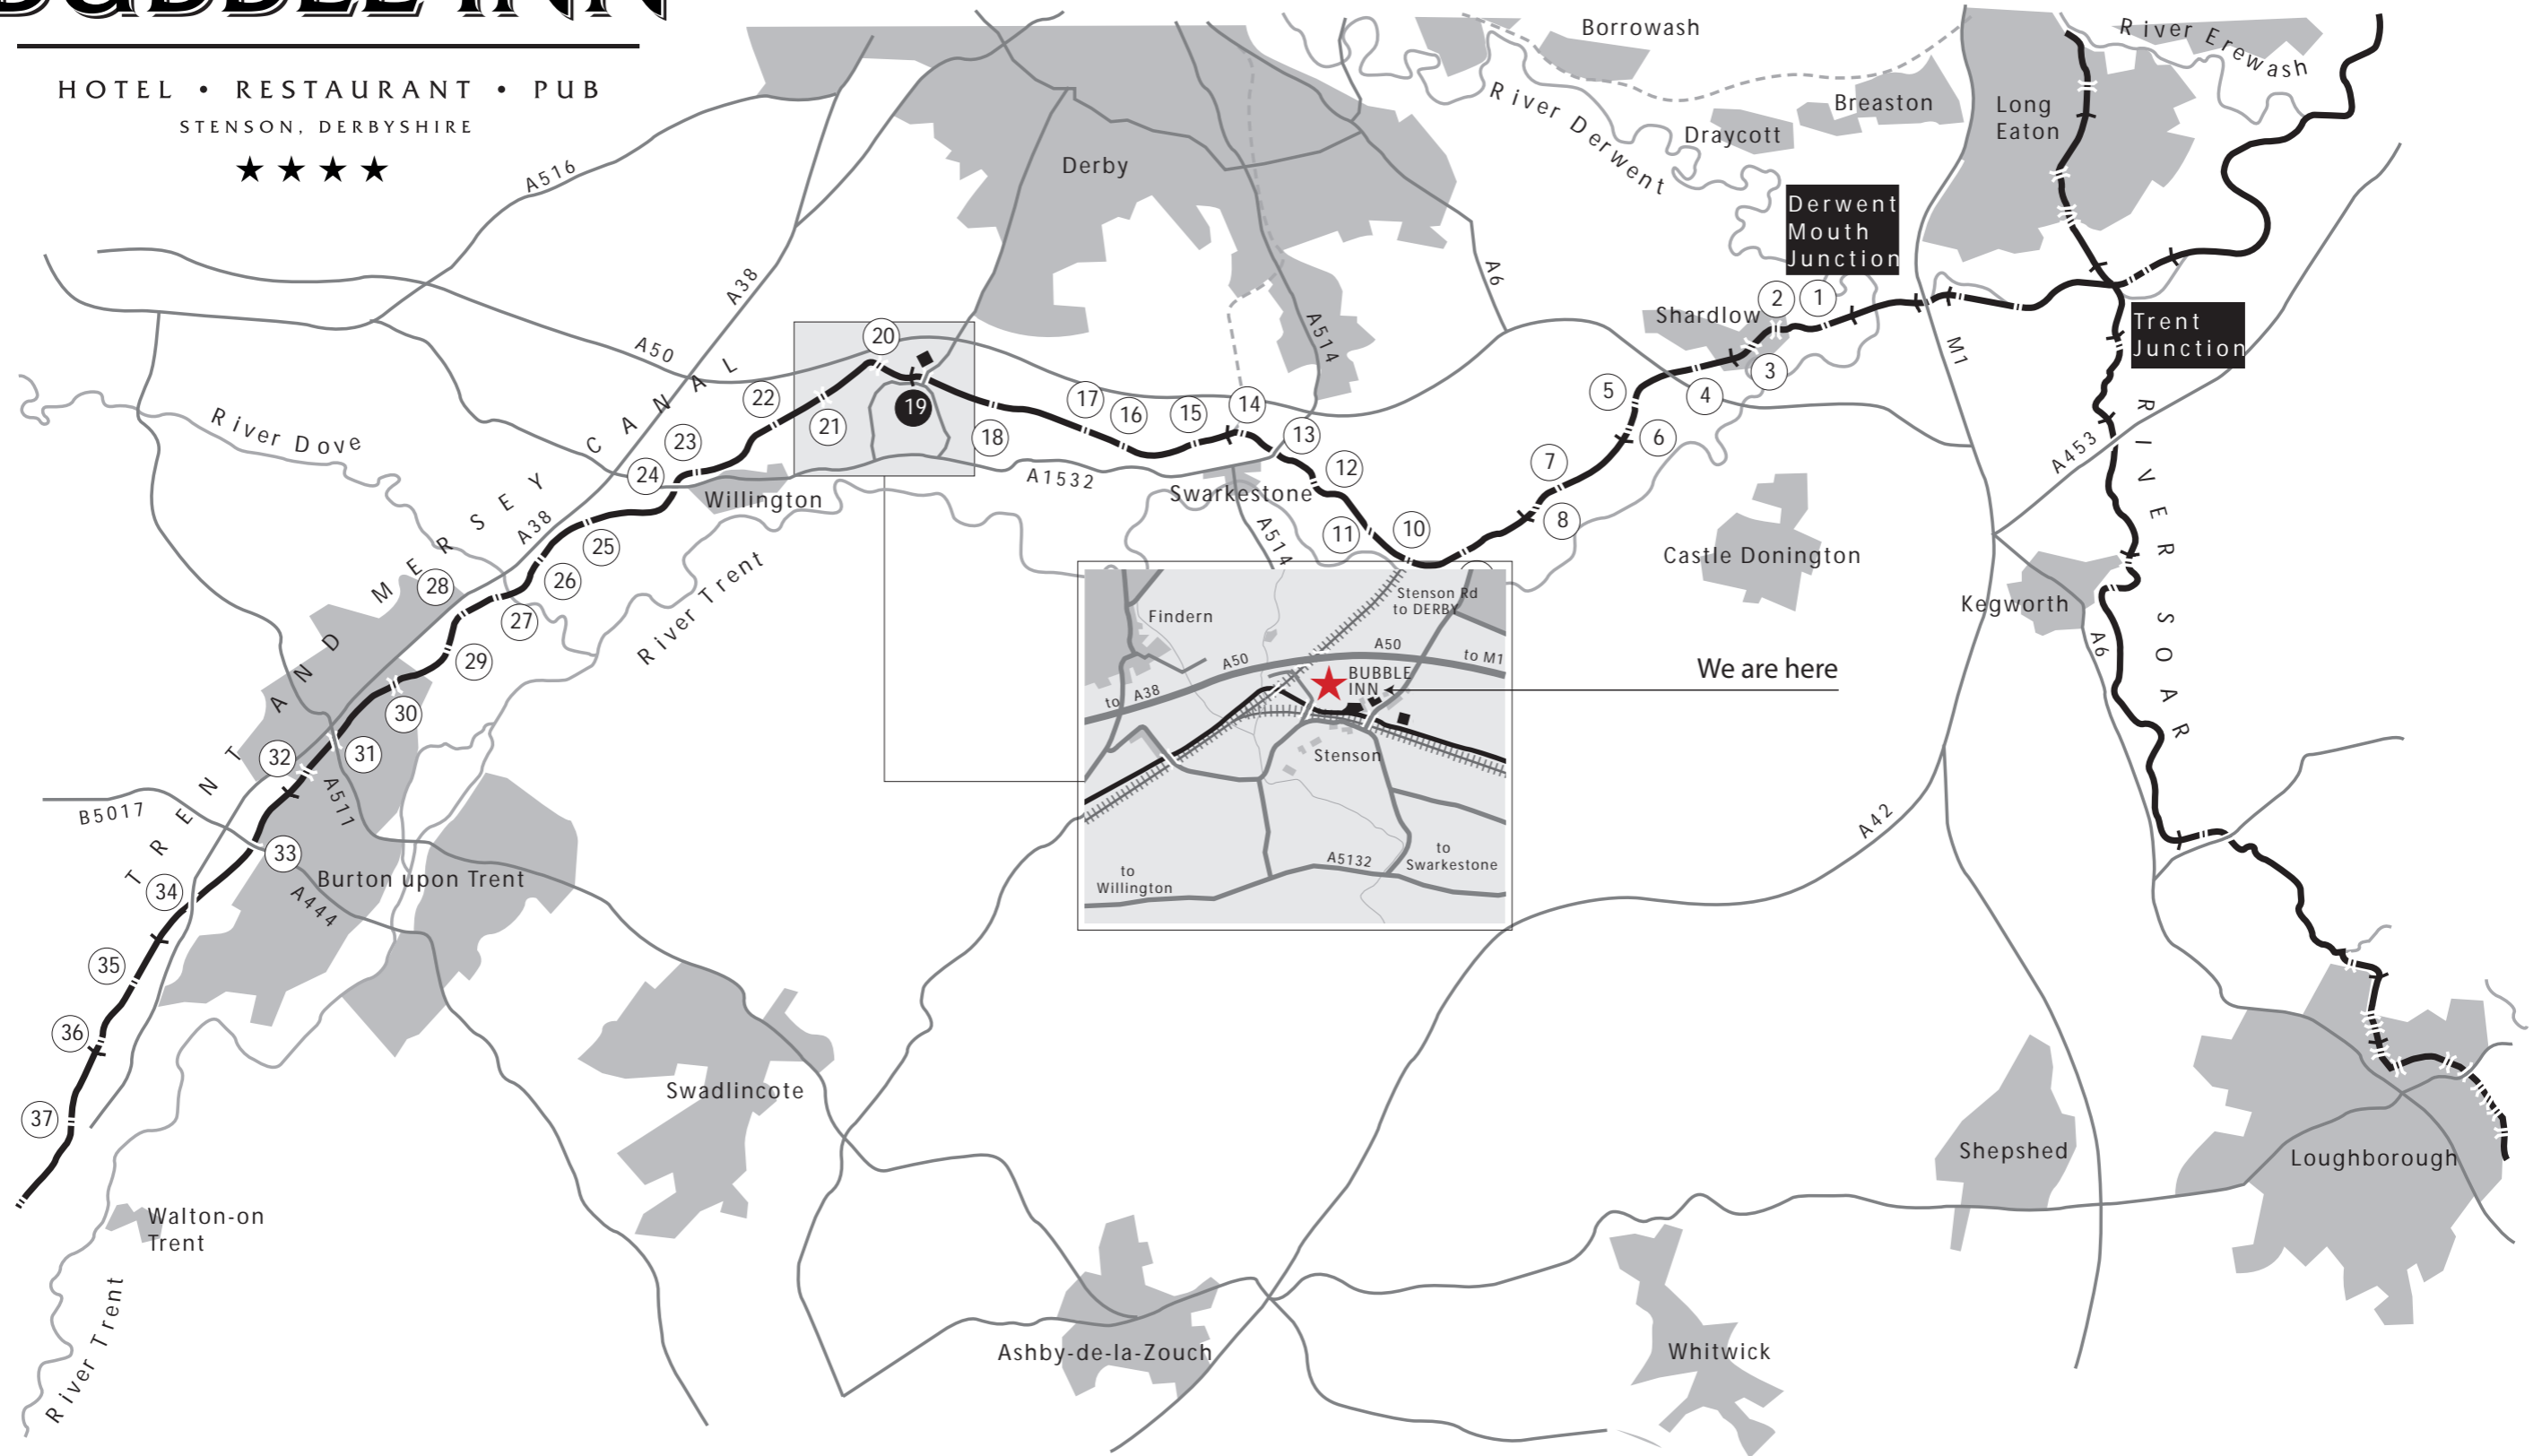 BUBBLE INN
HOTEL • RESTAURANT • PUB
STENSON, DERBYSHIRE
Borrowash
River Erewash
River Derwent
Breaston
Draycott
Long
Eaton
Derby
A516
A38
A6
Derwent
Mouth
Junction
Shardlow
2
1
Trent
Junction
M1
A50
A514
20
22
19
21
17
16
15
14
13
18
12
5
4
3
6
7
8
River Dove
TRENT AND MERSEY CANAL
23
24
Willington
A1532
Swarkestone
A514
11
10
A38
25
26
27
28
29
River Trent
Castle Donington
A453
RIVER SOAR
Kegworth
A6
Findern
Stenson Rd
to DERBY
A50
A50
to M1
to A38
BUBBLE
INN
We are here
Stenson
A5132
to
Swarkestone
to
Willington
30
31
32
A511
B5017
33
34
Burton upon Trent
A444
A42
35
36
37
Swadlincote
Walton-on
Trent
River Trent
Shepshed
Loughborough
Ashby-de-la-Zouch
Whitwick